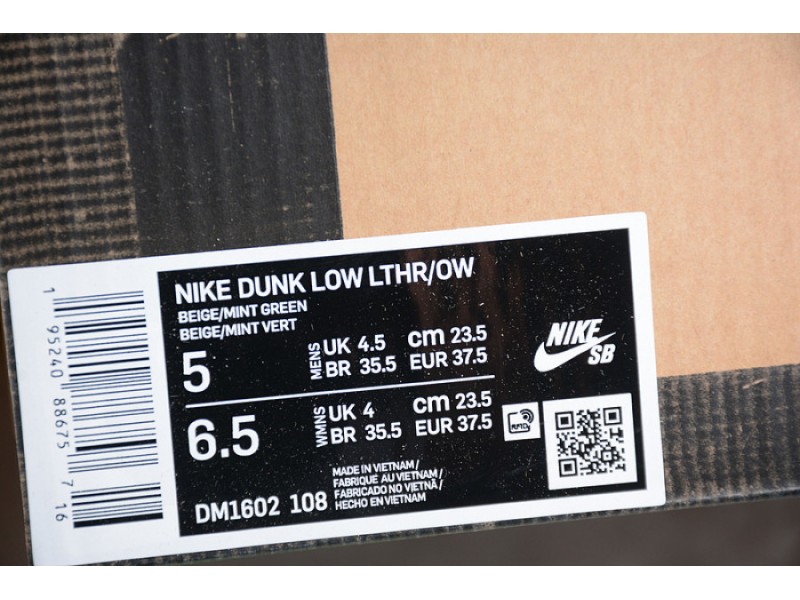 NIKE DUNK LOW LTHR/OW
BEIGE/MINT GREEN
BEIGE/MINT VERT
5
MENS
UK 4.5 cm 23.5
BR 35.5 EUR 37.5
6.5
WMNS
UK 4 cm 23.5
BR 35.5 EUR 37.5
DM1602 108
MADE IN VIETNAM/
FABRIQUE AU VIETNAM/
FABRICADO NO VIETNÃ/
HECHO EN VIETNAM
NIKE
SB
RFID
1 95240 88675 7 16